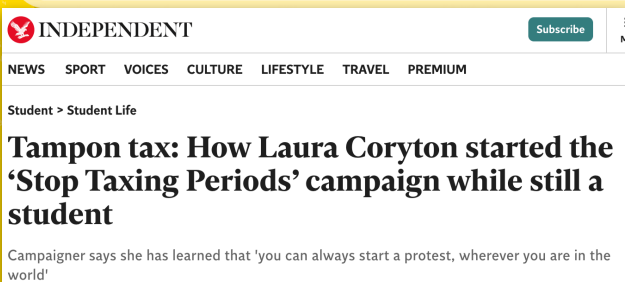 INDEPENDENT
Subscribe
NEWS SPORT VOICES CULTURE LIFESTYLE TRAVEL PREMIUM
Student > Student Life
Tampon tax: How Laura Coryton started the
‘Stop Taxing Periods’ campaign while still a
student
Campaigner says she has learned that 'you can always start a protest, wherever you are in the
world'